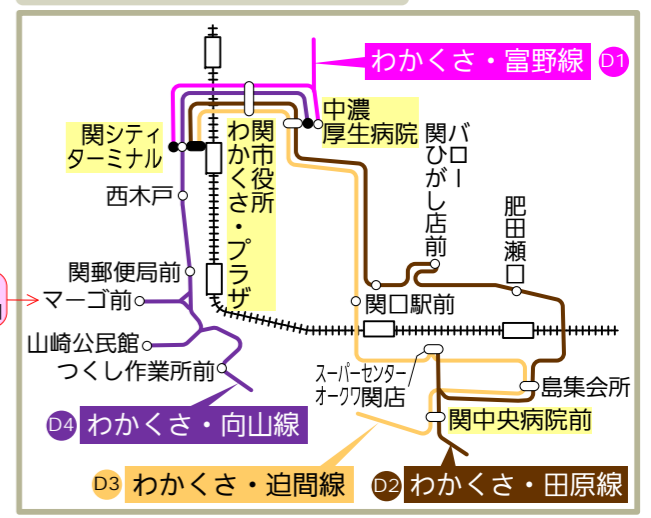 わかくさ・富野線 D1
中濃
厚生病院
関シティ
ターミナル
関市役所
わかくさ・プラザ
バロー
関ひがし店前
肥田瀬口
西木戸
関郵便局前
マーゴ前
関口駅前
山崎公民館
つくし作業所前
スーパーセンター
オークワ関店
島集会所
関中央病院前
D4 わかくさ・向山線
D3 わかくさ・迫間線
D2 わかくさ・田原線